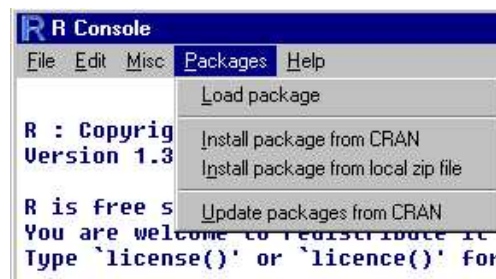 R Console
File Edit Misc Packages Help
Load package
Install package from CRAN
Install package from local zip file
Update packages from CRAN
R : Copyrig
Version 1.3
R is free s
You are welcome to redistribute it
Type `license()' or `licence()' for